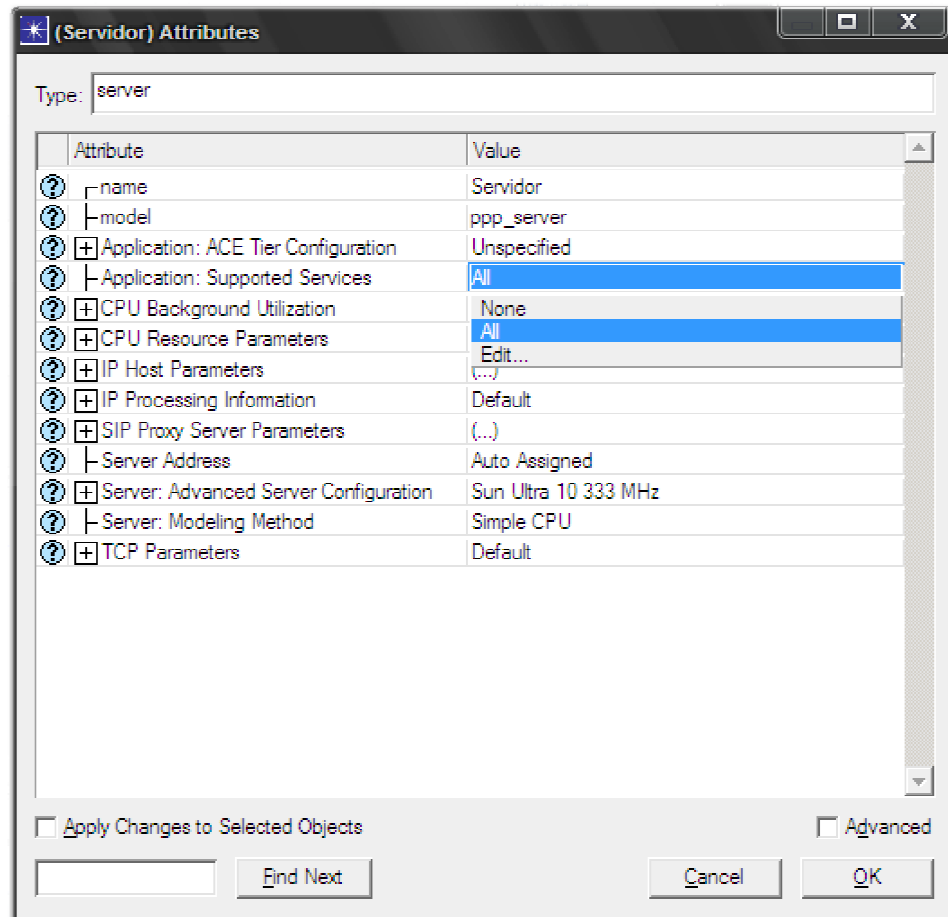 (Servidor) Attributes
Type: server
Attribute Value
name Servidor
model ppp_server
Application: ACE Tier Configuration Unspecified
Application: Supported Services All
CPU Background Utilization None
CPU Resource Parameters All
Edit...
IP Host Parameters (...)
IP Processing Information Default
SIP Proxy Server Parameters (...)
Server Address Auto Assigned
Server: Advanced Server Configuration Sun Ultra 10 333 MHz
Server: Modeling Method Simple CPU
TCP Parameters Default
Apply Changes to Selected Objects Advanced
Find Next Cancel OK